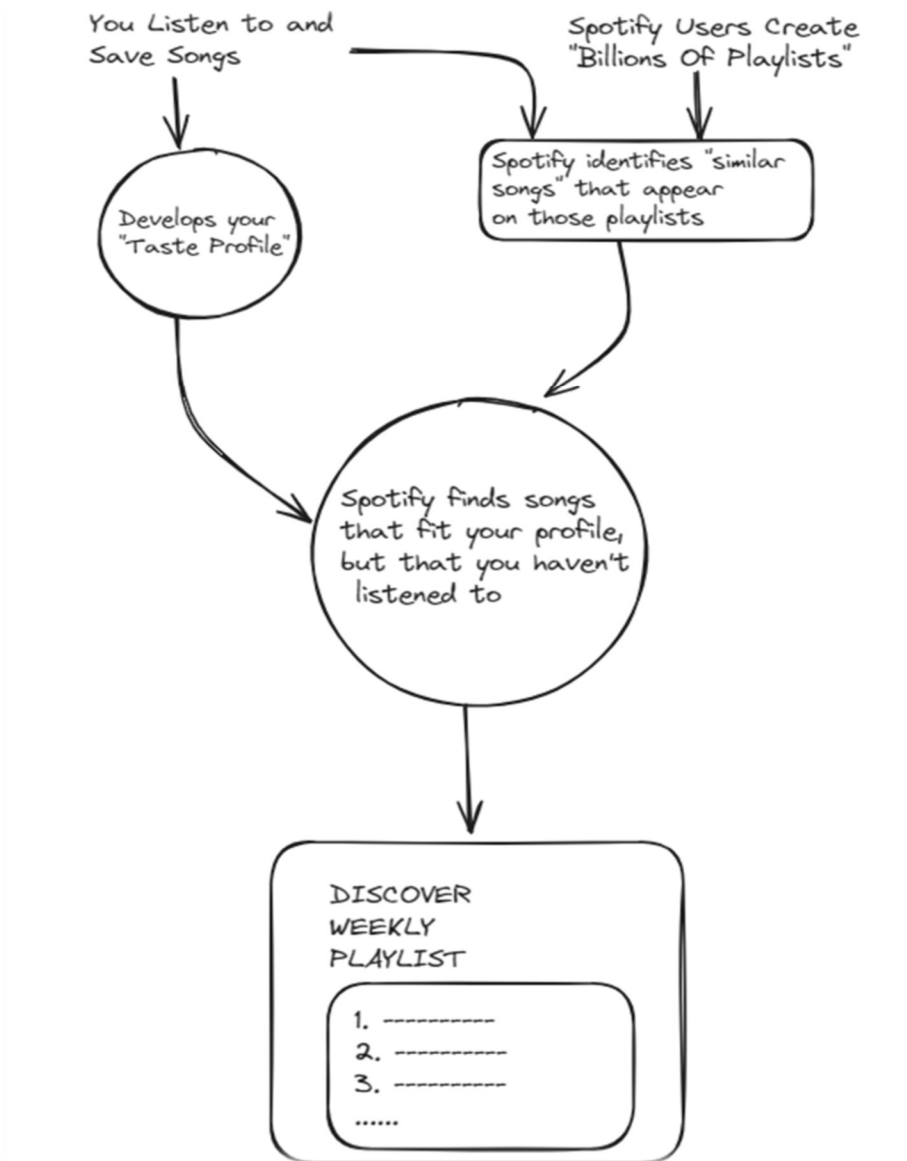 You Listen to and
Save Songs
Spotify Users Create
"Billions Of Playlists"
Develops your
"Taste Profile"
Spotify identifies "similar
songs" that appear
on those playlists
Spotify finds songs
that fit your profile,
but that you haven't
listened to
DISCOVER
WEEKLY
PLAYLIST
1. ----------
2. ----------
3. ----------
......